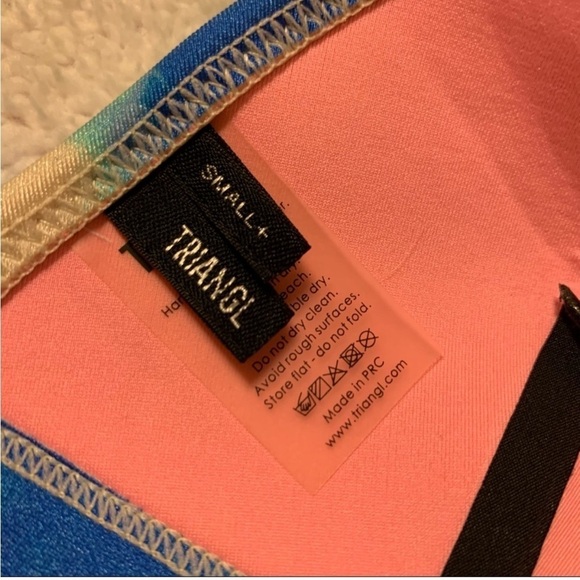 SMALL+
TRIANGL
Do not dry clean.
Avoid rough surfaces.
Store flat - do not fold.
Made in PRC
www.triangl.com